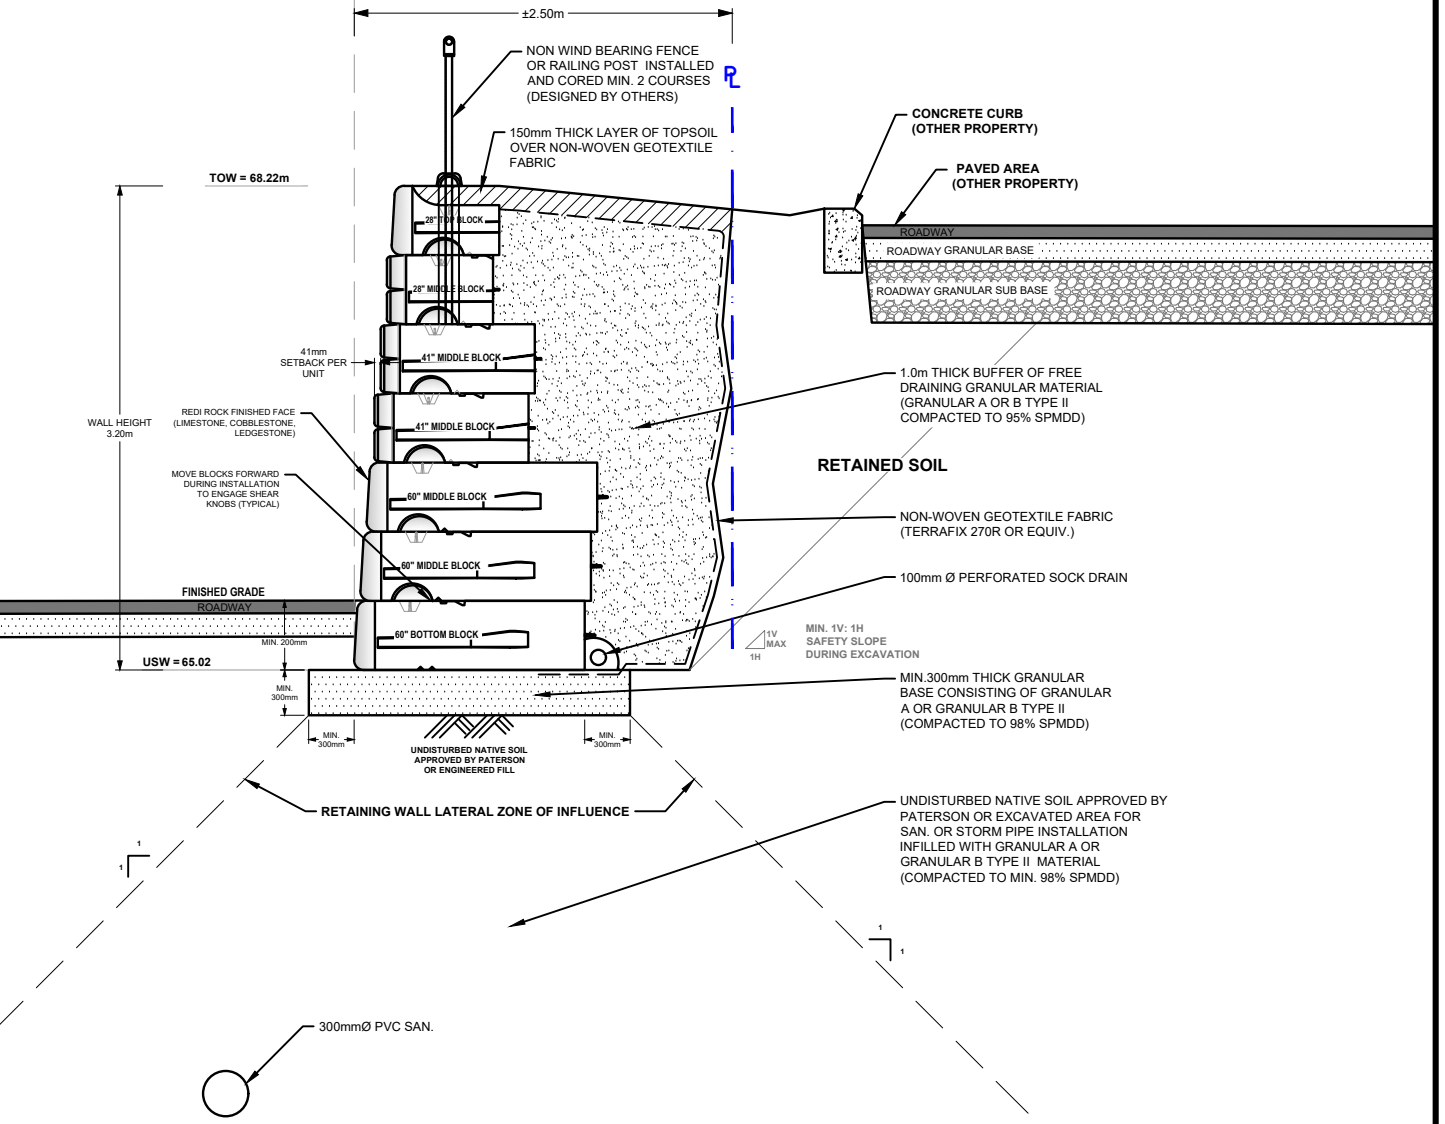 ±2.50m
NON WIND BEARING FENCE
OR RAILING POST INSTALLED
AND CORED MIN. 2 COURSES
(DESIGNED BY OTHERS)
PL
150mm THICK LAYER OF TOPSOIL
OVER NON-WOVEN GEOTEXTILE
FABRIC
CONCRETE CURB
(OTHER PROPERTY)
PAVED AREA
(OTHER PROPERTY)
TOW = 68.22m
28" TOP BLOCK
ROADWAY
ROADWAY GRANULAR BASE
ROADWAY GRANULAR SUB BASE
28" MIDDLE BLOCK
41mm
SETBACK PER
UNIT
41" MIDDLE BLOCK
1.0m THICK BUFFER OF FREE
DRAINING GRANULAR MATERIAL
(GRANULAR A OR B TYPE II
COMPACTED TO 95% SPMDD)
WALL HEIGHT
3.20m
REDI ROCK FINISHED FACE
(LIMESTONE, COBBLESTONE,
LEDGESTONE)
41" MIDDLE BLOCK
RETAINED SOIL
MOVE BLOCKS FORWARD
DURING INSTALLATION
TO ENGAGE SHEAR
KNOBS (TYPICAL)
60" MIDDLE BLOCK
NON-WOVEN GEOTEXTILE FABRIC
(TERRAFIX 270R OR EQUIV.)
60" MIDDLE BLOCK
100mm Ø PERFORATED SOCK DRAIN
FINISHED GRADE
ROADWAY
MIN. 200mm
60" BOTTOM BLOCK
1V
MAX
1H
MIN. 1V: 1H
SAFETY SLOPE
DURING EXCAVATION
USW = 65.02
MIN.
300mm
MIN.300mm THICK GRANULAR
BASE CONSISTING OF GRANULAR
A OR GRANULAR B TYPE II
(COMPACTED TO 98% SPMDD)
MIN.
300mm
MIN.
300mm
UNDISTURBED NATIVE SOIL
APPROVED BY PATERSON
OR ENGINEERED FILL
RETAINING WALL LATERAL ZONE OF INFLUENCE
UNDISTURBED NATIVE SOIL APPROVED BY
PATERSON OR EXCAVATED AREA FOR
SAN. OR STORM PIPE INSTALLATION
INFILLED WITH GRANULAR A OR
GRANULAR B TYPE II MATERIAL
(COMPACTED TO MIN. 98% SPMDD)
1
1
1
1
300mmØ PVC SAN.